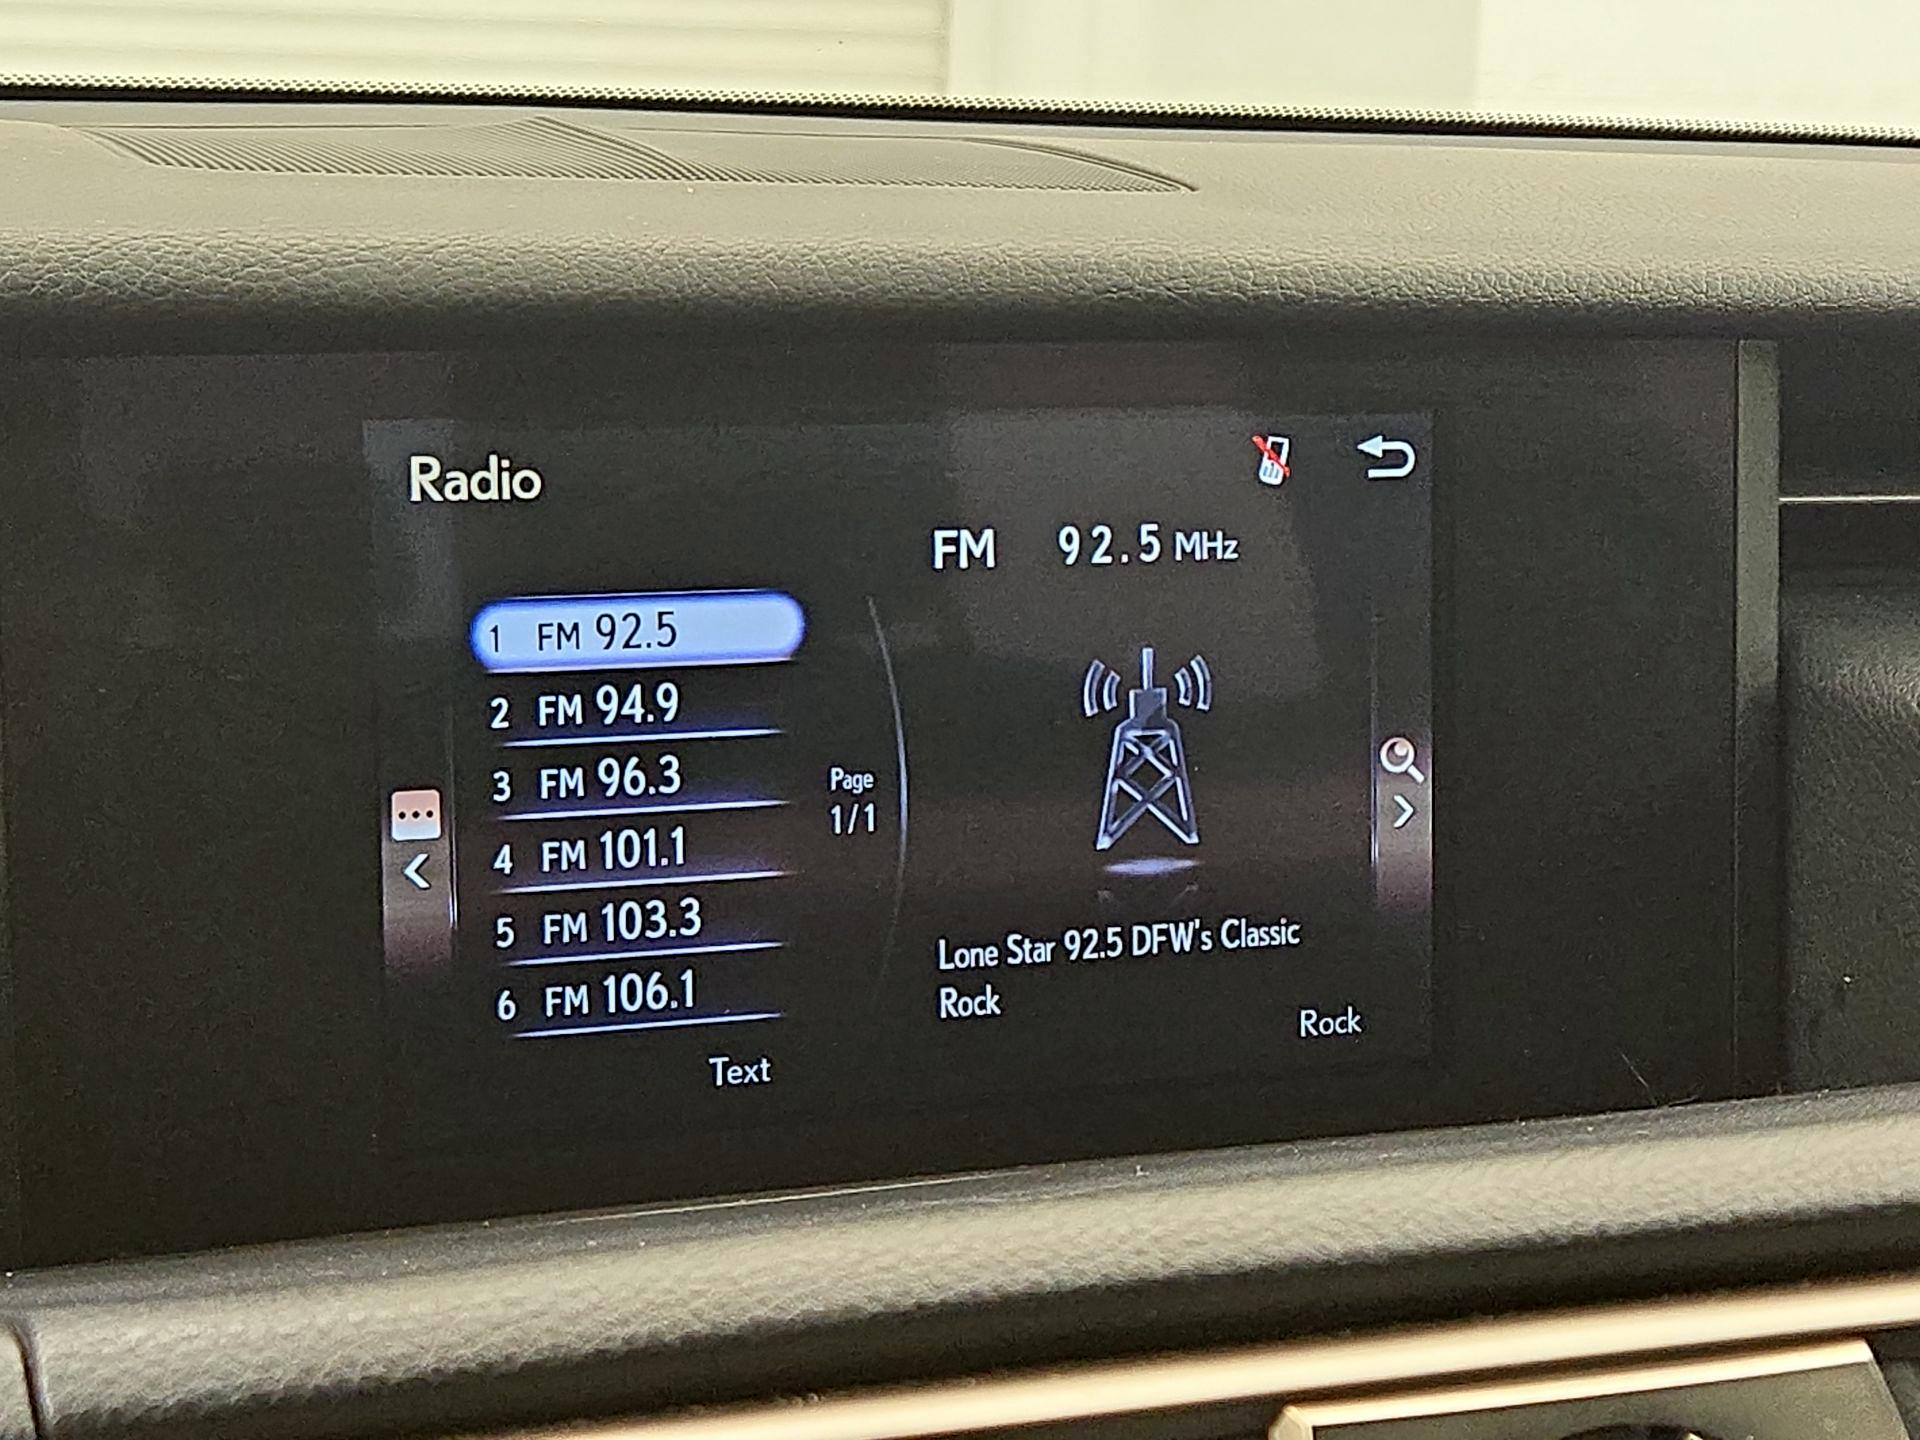 Radio
FM 92.5 MHz
1 FM 92.5
2 FM 94.9
3 FM 96.3
4 FM 101.1
5 FM 103.3
6 FM 106.1
Page
1/1
Text
Lone Star 92.5 DFW's Classic
Rock
Rock